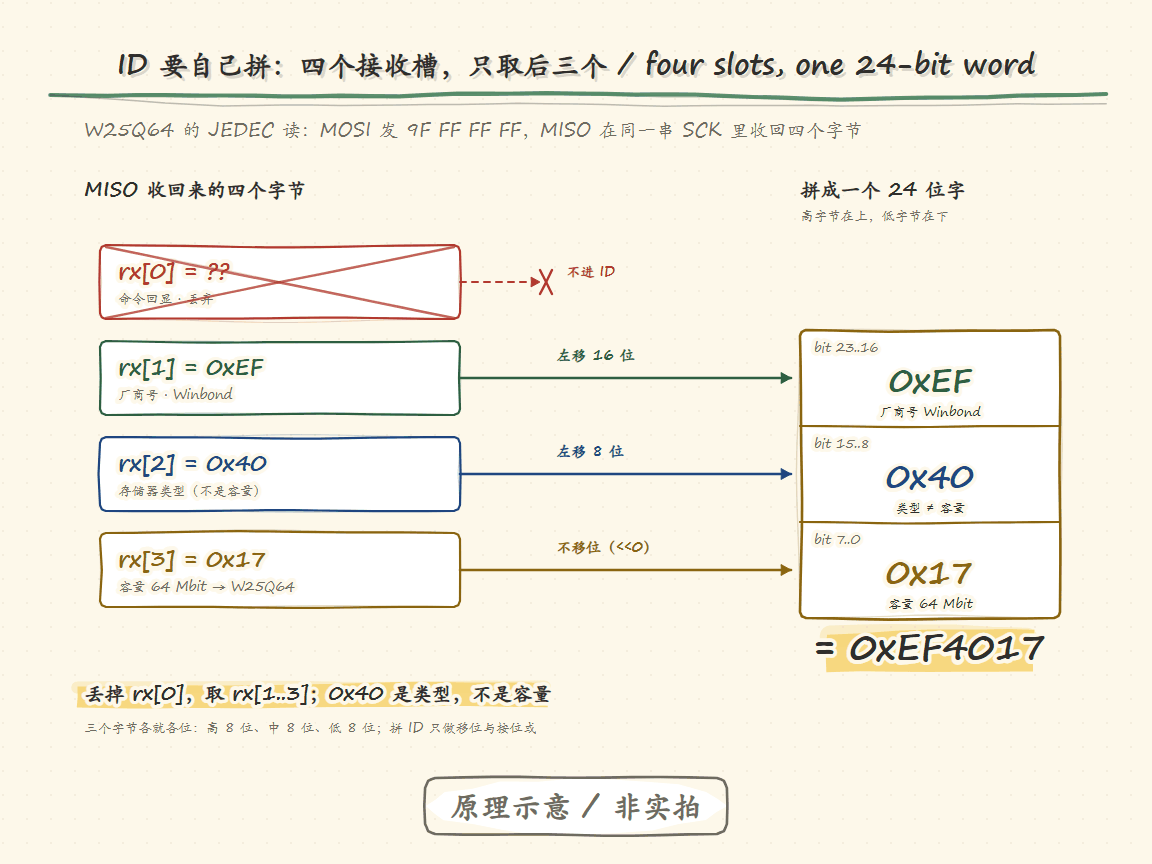 ID 要自己拼：四个接收槽，只取后三个 / four slots, one 24-bit word
W25Q64 的 JEDEC 读：MOSI 发 9F FF FF FF，MISO 在同一串 SCK 里收回四个字节
MISO 收回来的四个字节
拼成一个 24 位字
高字节在上，低字节在下
rx[0] = ??
命令回显 · 丢弃
不进 ID
rx[1] = 0xEF
厂商号 · Winbond
左移 16 位
bit 23..16
0xEF
厂商号 Winbond
rx[2] = 0x40
存储器类型（不是容量）
左移 8 位
bit 15..8
0x40
类型 ≠ 容量
rx[3] = 0x17
容量 64 Mbit → W25Q64
不移位（<<0）
bit 7..0
0x17
容量 64 Mbit
= 0xEF4017
丢掉 rx[0]，取 rx[1..3]；0x40 是类型，不是容量
三个字节各就各位：高 8 位、中 8 位、低 8 位；拼 ID 只做移位与按位或
原理示意 / 非实拍